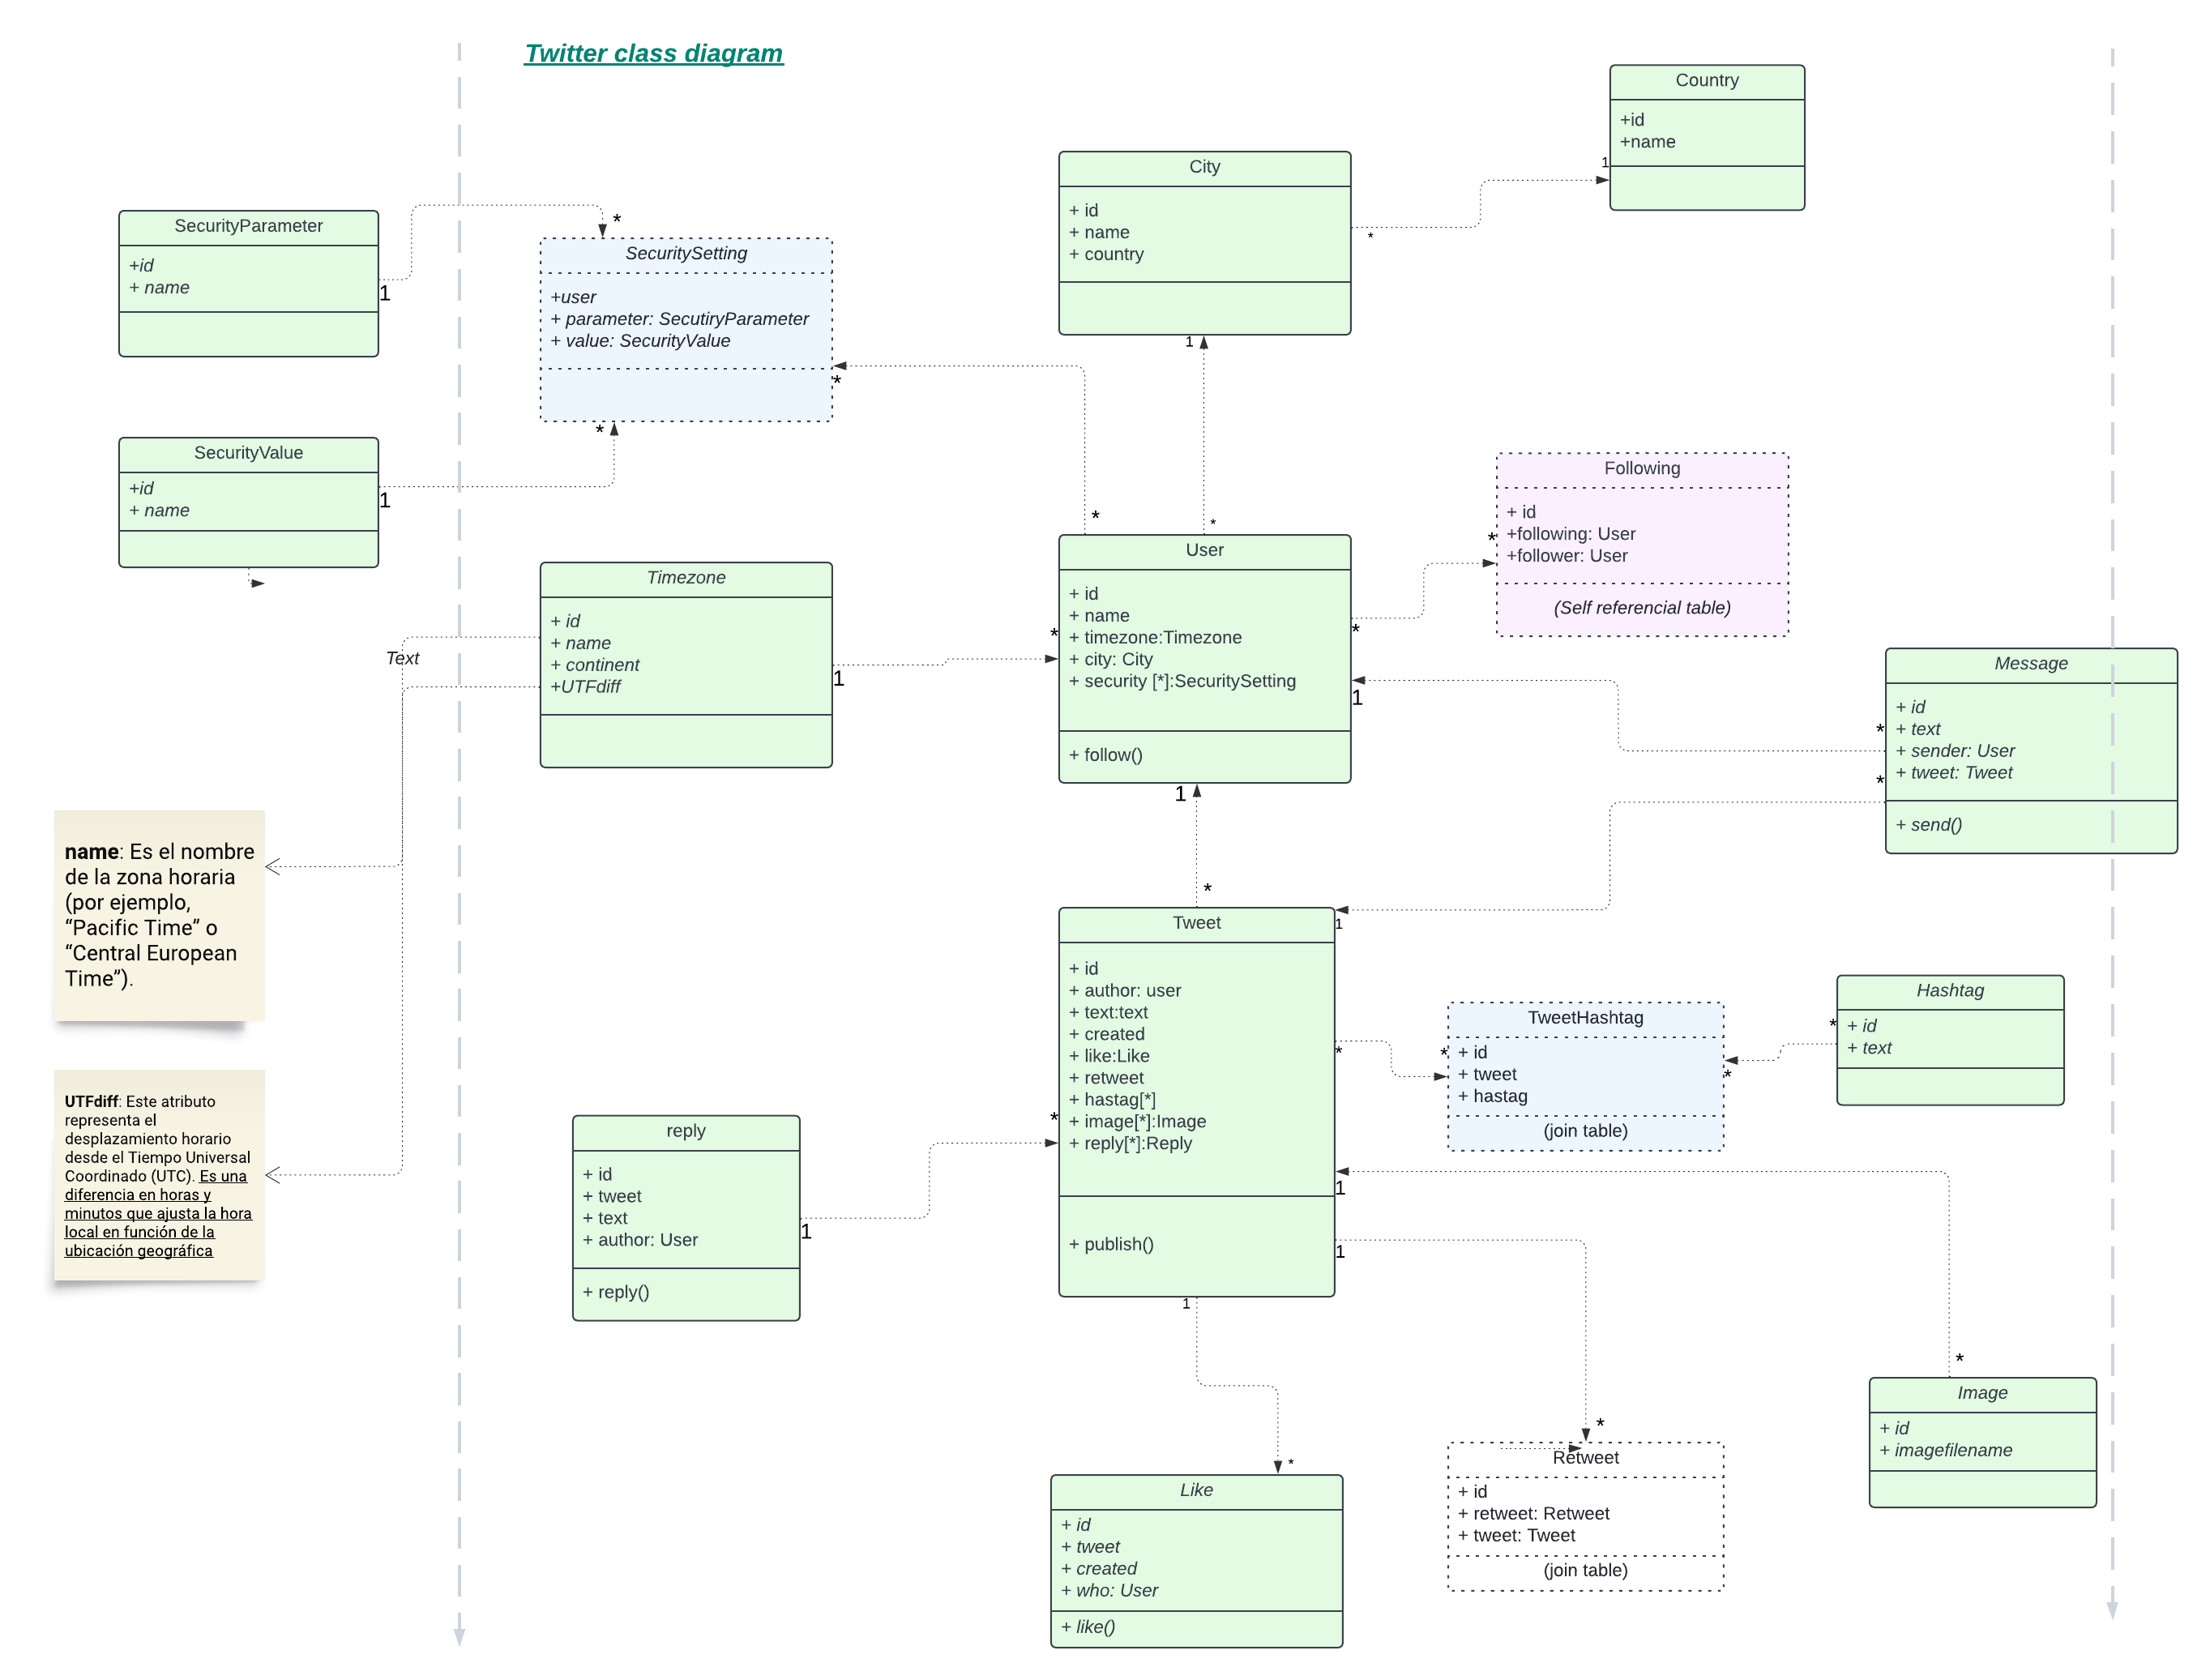 Twitter class diagram
Country
+id
+name
1
City
+ id
+ name
+ country
*
1
SecurityParameter
+id
+ name
1
*
SecuritySetting
+user
+ parameter: SecutiryParameter
+ value: SecurityValue
*
*
SecurityValue
+id
+ name
1
*
*
Following
+ id
+following: User
+follower: User
(Self referencial table)
*
User
+ id
+ name
+ timezone:Timezone
+ city: City
+ security [*]:SecuritySetting
+ follow()
*
*
1
1
Timezone
+ id
+ name
+ continent
+UTFdiff
1
Text
Message
+ id
+ text
+ sender: User
+ tweet: Tweet
+ send()
*
*
name: Es el nombre
de la zona horaria
(por ejemplo,
“Pacific Time” o
“Central European
Time”).
*
Tweet
+ id
+ author: user
+ text:text
+ created
+ like:Like
+ retweet
+ hastag[*]
+ image[*]:Image
+ reply[*]:Reply
+ publish()
1
*
*
1
1
1
TweetHashtag
+ id
+ tweet
+ hastag
(join table)
*
*
Hashtag
+ id
+ text
*
UTFdiff: Este atributo
representa el
desplazamiento horario
desde el Tiempo Universal
Coordinado (UTC). Es una
diferencia en horas y
minutos que ajusta la hora
local en función de la
ubicación geográfica
reply
+ id
+ tweet
+ text
+ author: User
+ reply()
1
*
Image
+ id
+ imagefilename
*
Retweet
+ id
+ retweet: Retweet
+ tweet: Tweet
(join table)
*
Like
+ id
+ tweet
+ created
+ who: User
+ like()